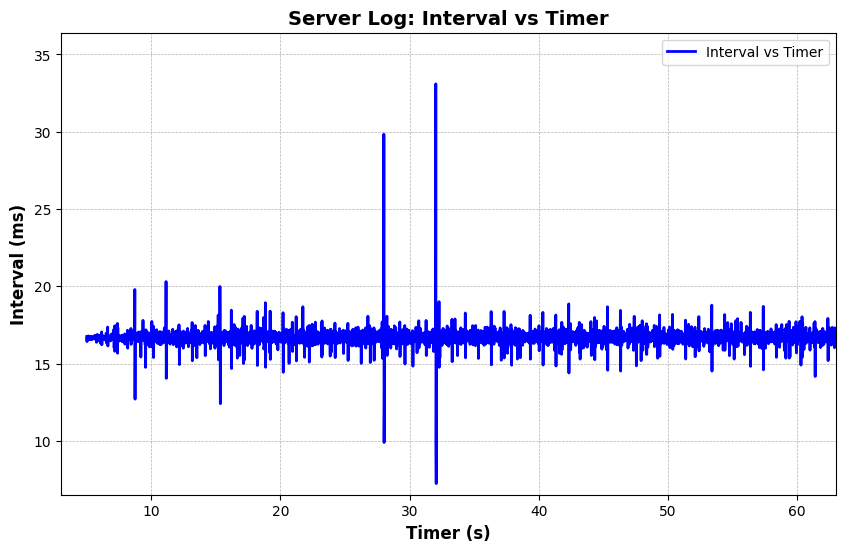 Server Log: Interval vs Timer
Interval vs Timer
35
30
25
20
15
10
Interval (ms)
10 20 30 40 50 60
Timer (s)